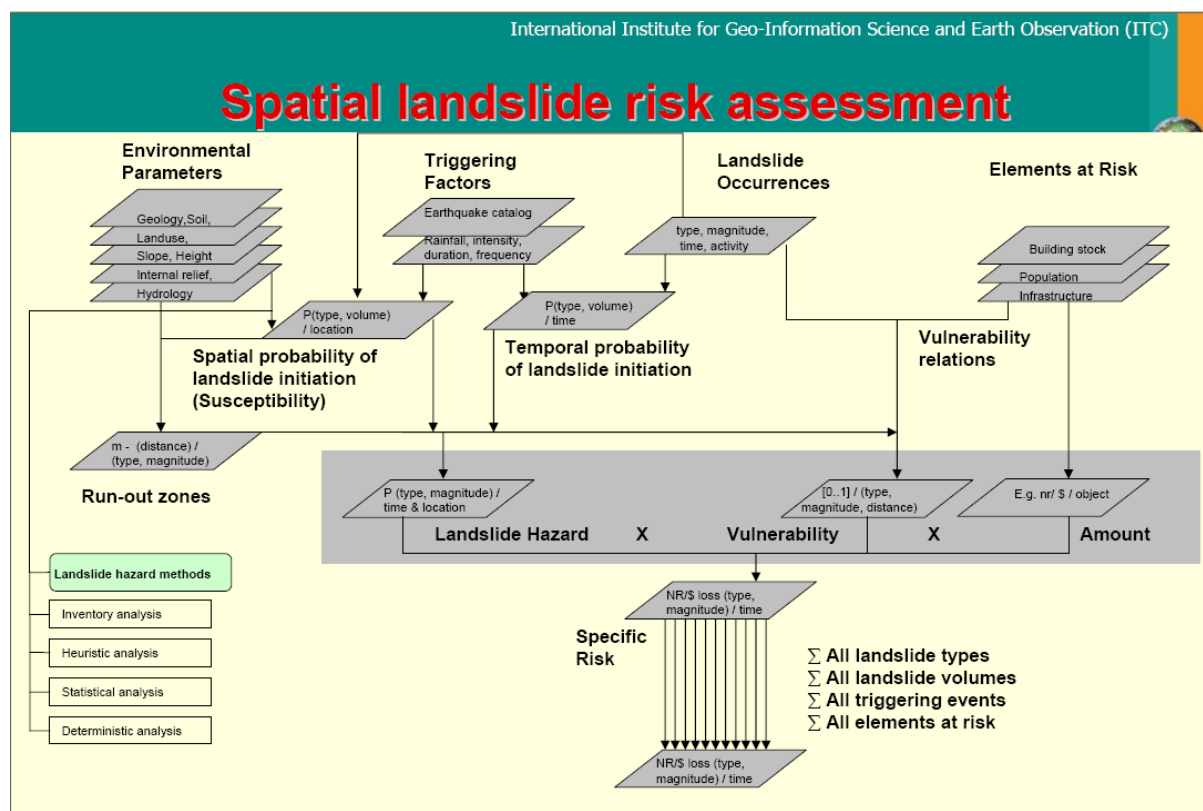 International Institute for Geo-Information Science and Earth Observation (ITC)
Spatial landslide risk assessment
Environmental
Parameters
Geology,Soil,
Landuse,
Slope, Height
Internal relief,
Hydrology
Triggering
Factors
Earthquake catalog
Rainfall, intensity,
duration, frequency
Landslide
Occurrences
type, magnitude,
time, activity
Elements at Risk
Building stock
Population
Infrastructure
P(type, volume)
/ location
Spatial probability of
landslide initiation
(Susceptibility)
P(type, volume)
/ time
Temporal probability
of landslide initiation
Vulnerability
relations
m - (distance) /
(type, magnitude)
Run-out zones
P (type, magnitude) /
time & location
[0..1] / (type,
magnitude, distance)
E.g. nr/ $ / object
Landslide Hazard X Vulnerability X Amount
Landslide hazard methods
Inventory analysis
Heuristic analysis
Statistical analysis
Deterministic analysis
NR/$ loss (type,
magnitude) / time
Specific
Risk
∑ All landslide types
∑ All landslide volumes
∑ All triggering events
∑ All elements at risk
NR/$ loss (type,
magnitude) / time